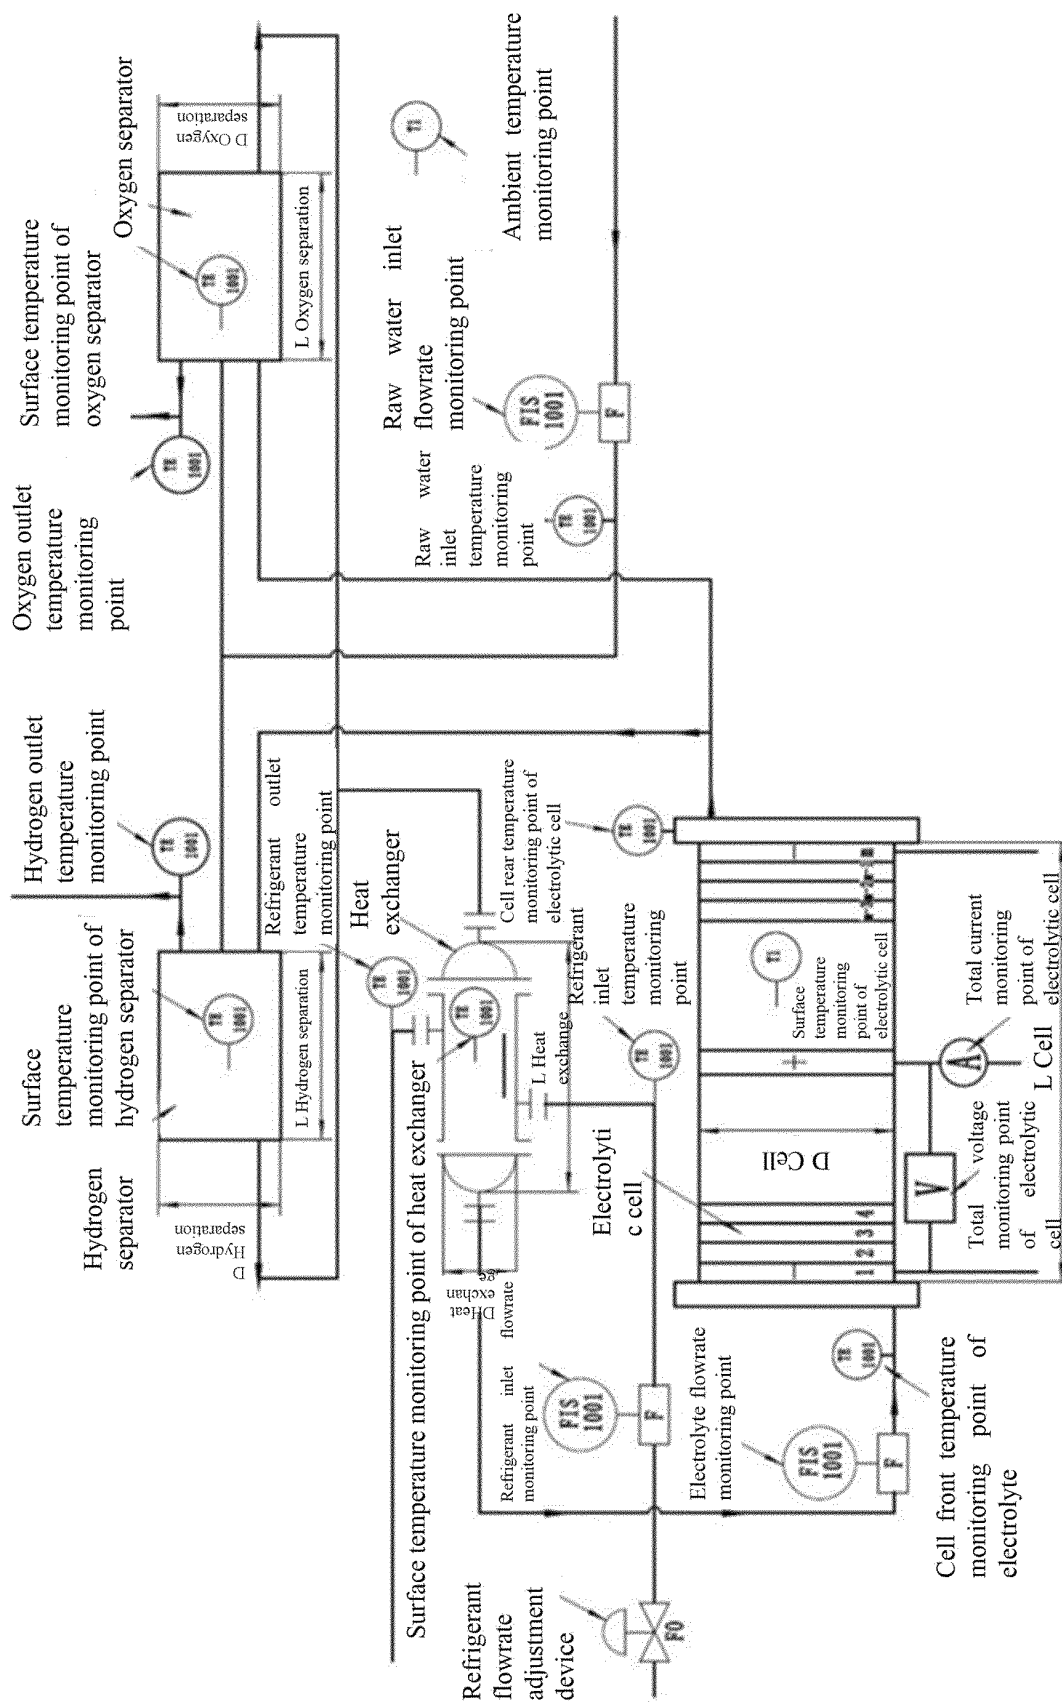 Hydrogen
separator
Surface
temperature
monitoring point of
hydrogen separator
Hydrogen outlet
temperature
monitoring point
Oxygen outlet
temperature
monitoring
point
Surface temperature
monitoring point of
oxygen separator
Oxygen separator
D
Hydrogen
separation
TE
1001
L Hydrogen separation
TE
1001
TE
1001
TE
1001
L Oxygen separation
D Oxygen
separation
Surface temperature monitoring point of heat exchanger
Refrigerant outlet
temperature
monitoring point
Heat
exchanger
TE
1001
TE
1001
L Heat
exchange
DHeat
exchan
ge
Raw water inlet
flowrate
monitoring point
FIS
1001
F
Raw water
inlet
temperature
monitoring
point
TE
1001
TI
Ambient temperature
monitoring point
Refrigerant
flowrate
adjustment
device
FO
Refrigerant inlet flowrate
monitoring point
FIS
1001
F
Refrigerant
inlet
temperature
monitoring
point
TE
1001
Cell rear temperature
monitoring point of
electrolytic cell
TE
1001
Electrolyti
c cell
Electrolyte flowrate
monitoring point
FIS
1001
F
TE
1001
Cell front temperature
monitoring point of
electrolyte
1 2 3 4
D Cell
TI
Surface
temperature
monitoring
point of
electrolytic cell
V
A
Total voltage
monitoring point
of electrolytic
cell
Total current
monitoring
point of
electrolytic cell
L Cell